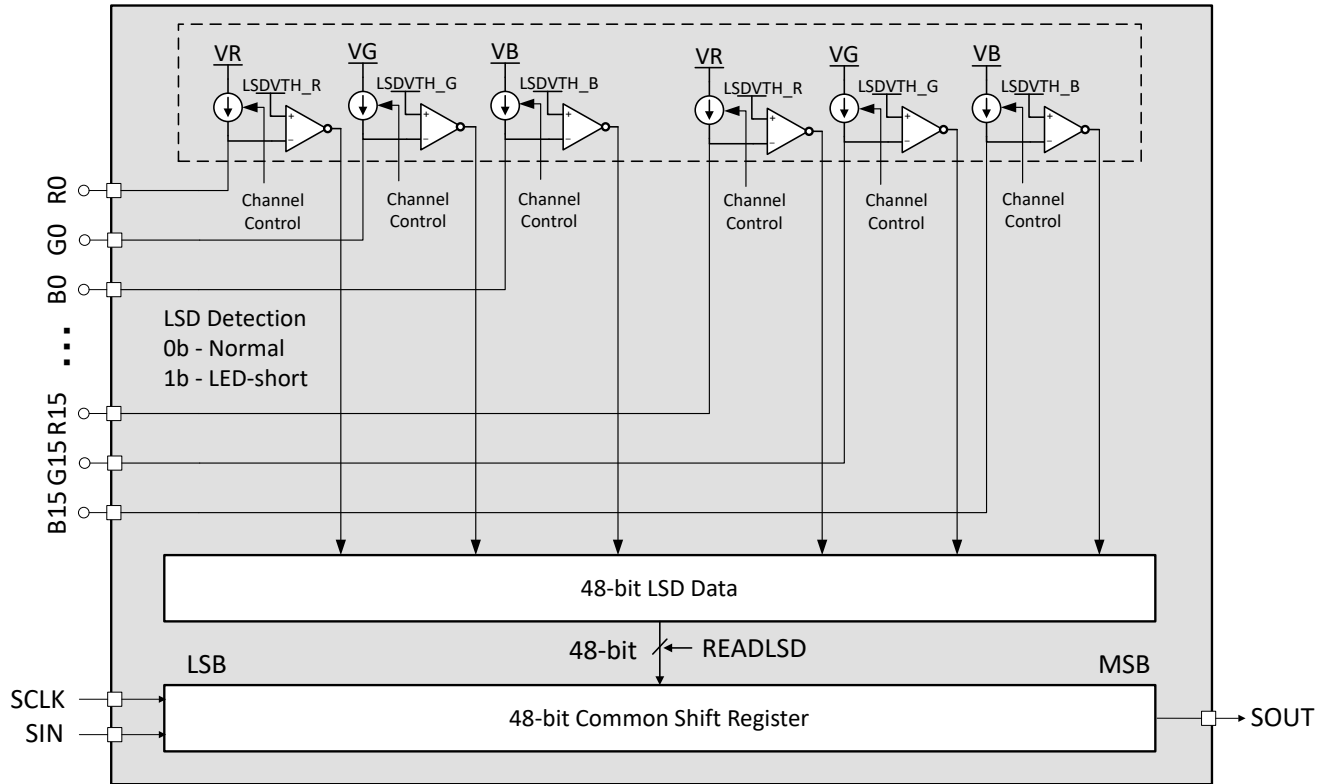 VR
VG
VB
VR
VG
VB
LSDVTH_R
LSDVTH_G
LSDVTH_B
LSDVTH_R
LSDVTH_G
LSDVTH_B
+
−
+
−
+
−
+
−
+
−
+
−
Channel
Control
Channel
Control
Channel
Control
Channel
Control
Channel
Control
Channel
Control
R0
G0
B0
...
R15
G15
B15
LSD Detection
0b - Normal
1b - LED-short
48-bit LSD Data
48-bit
READLSD
LSB
MSB
SCLK
SIN
48-bit Common Shift Register
SOUT